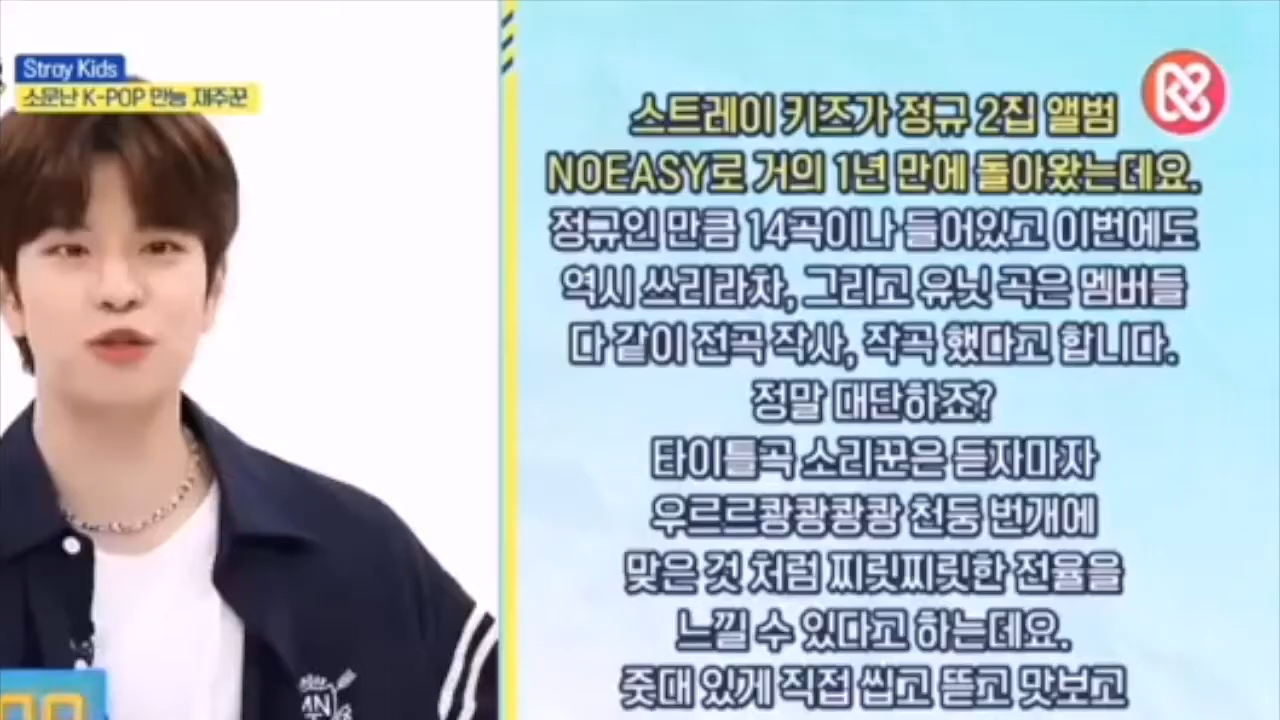 Stray Kids
소문난 K-POP 만능 재주꾼
스트레이 키즈가 정규 2집 앨범
NOEASY로 거의 1년 만에 돌아왔는데요.
정규인 만큼 14곡이나 들어있고 이번에도
역시 쓰리라차, 그리고 유닛 곡은 멤버들
다 같이 전곡 작사, 작곡 했다고 합니다.
정말 대단하죠?
타이틀곡 소리꾼은 듣자마자
우르르쾅쾅쾅쾅 천둥 번개에
맞은 것 처럼 찌릿찌릿한 전율을
느낄 수 있다고 하는데요.
줏대 있게 직접 씹고 뜯고 맛보고